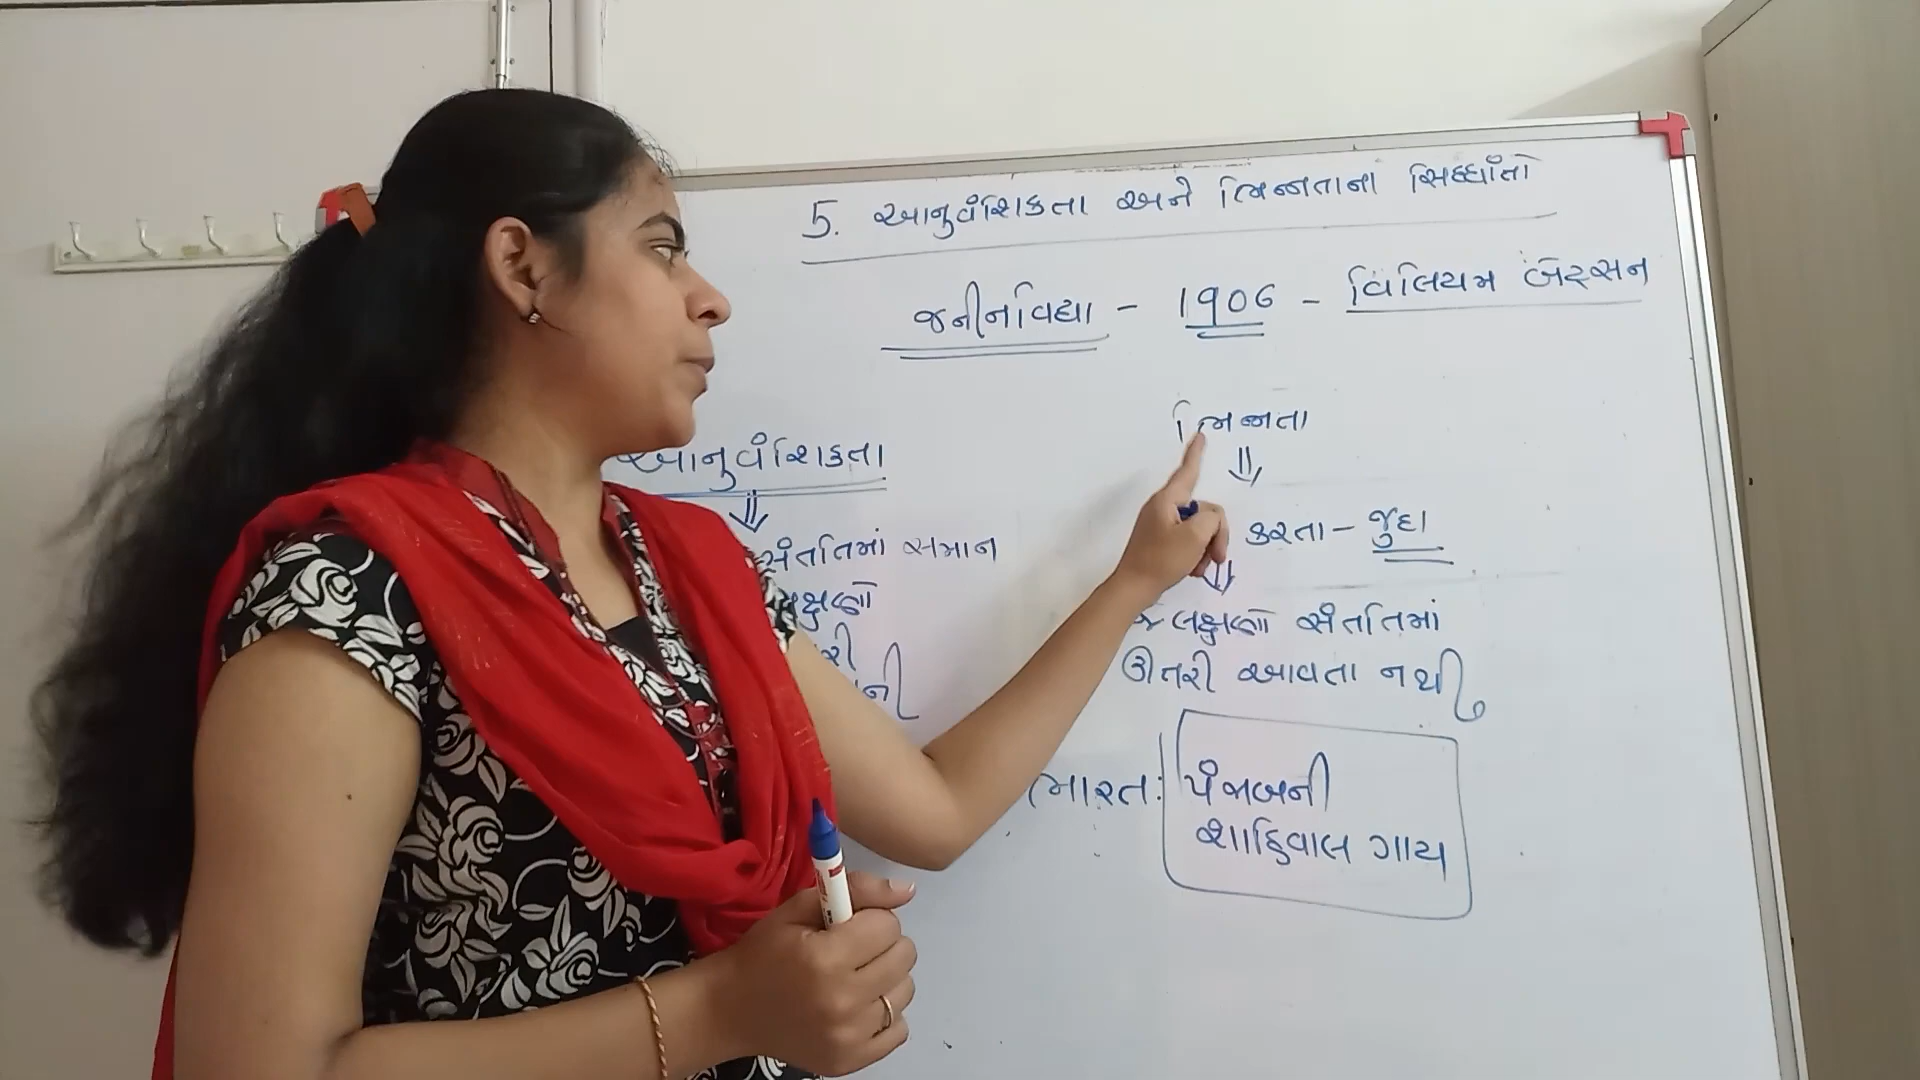 5. આનુવંશિકતા અને ભિન્નતાના સિદ્ધાંતો
જનીનવિદ્યા - 1906 - વિલિયમ બેટ્સન
આનુવંશિકતા
સંતતિમાં સમાન
ભિન્નતા
કરતા - જુદા
લક્ષણો સંતતિમાં
ઊતરી આવતા નથી
ભારત: પંજાબની
શાહિવાલ ગાય